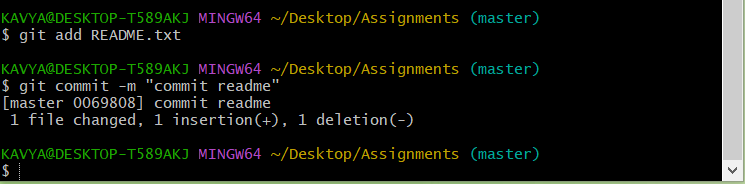 KAVYA@DESKTOP-T589AKJ MINGW64 ~/Desktop/Assignments (master)
$ git add README.txt
KAVYA@DESKTOP-T589AKJ MINGW64 ~/Desktop/Assignments (master)
$ git commit -m "commit readme"
[master 0069808] commit readme
 1 file changed, 1 insertion(+), 1 deletion(-)
KAVYA@DESKTOP-T589AKJ MINGW64 ~/Desktop/Assignments (master)
$